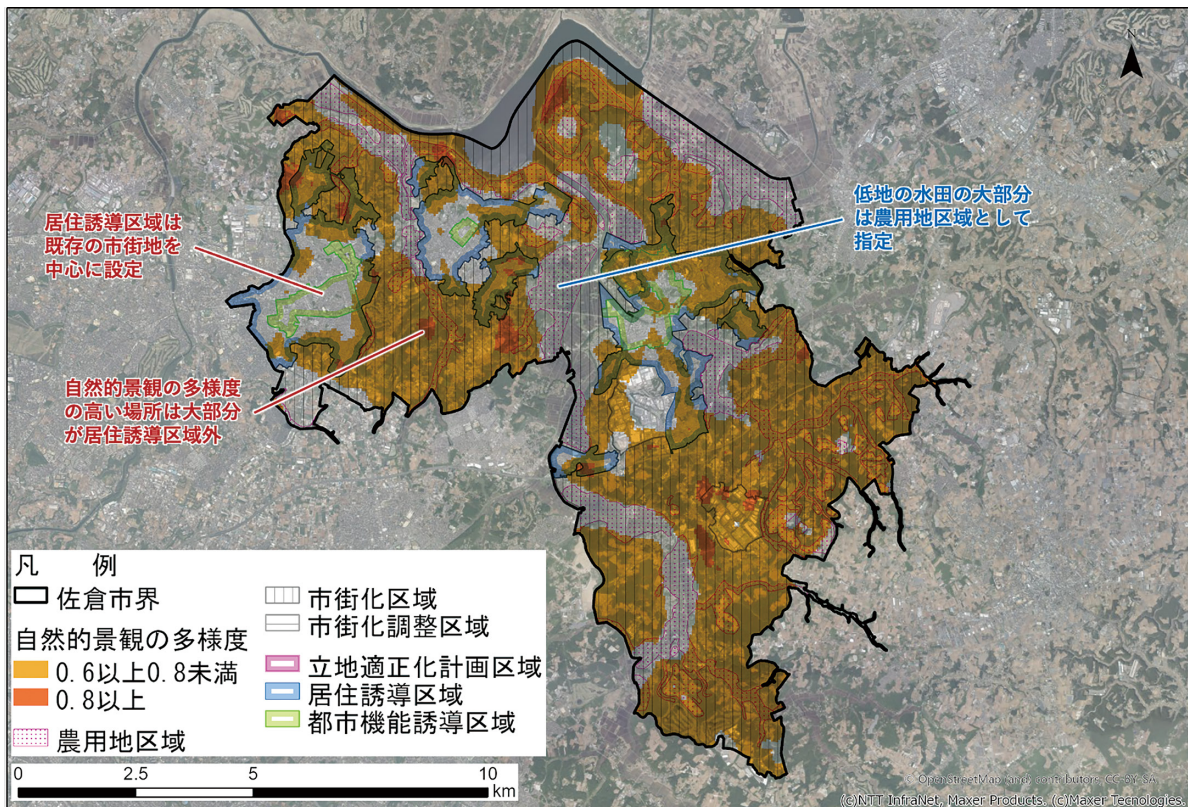 N
居住誘導区域は
既存の市街地を
中心に設定
低地の水田の大部分
は農用地区域として
指定
自然的景観の多様度
の高い場所は大部分
が居住誘導区域外
凡 例
佐倉市界
自然的景観の多様度
0.6以上0.8未満
0.8以上
農用地区域
市街化区域
市街化調整区域
立地適正化計画区域
居住誘導区域
都市機能誘導区域
0 2.5 5 10
km
© OpenStreetMap (and) contributors, CC-BY-SA
(c)NTT InfraNet, Maxer Products, (c)Maxer Tecnologies